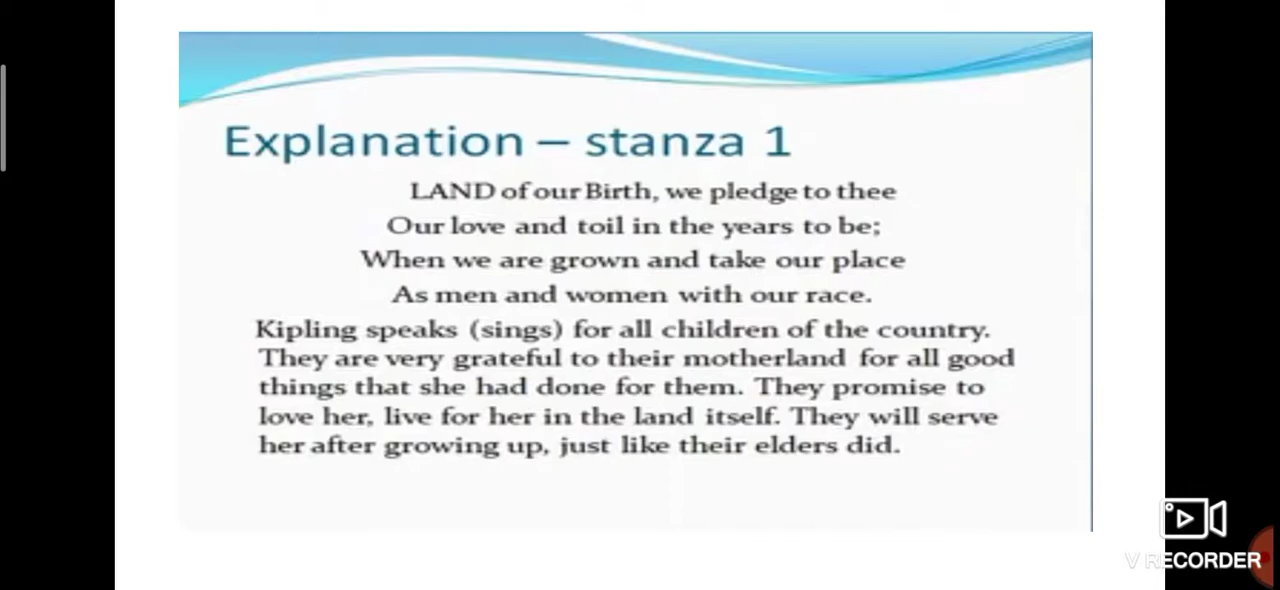 Explanation – stanza 1
LAND of our Birth, we pledge to thee
Our love and toil in the years to be;
When we are grown and take our place
As men and women with our race.
Kipling speaks (sings) for all children of the country.
They are very grateful to their motherland for all good
things that she had done for them. They promise to
love her, live for her in the land itself. They will serve
her after growing up, just like their elders did.
V RECORDER